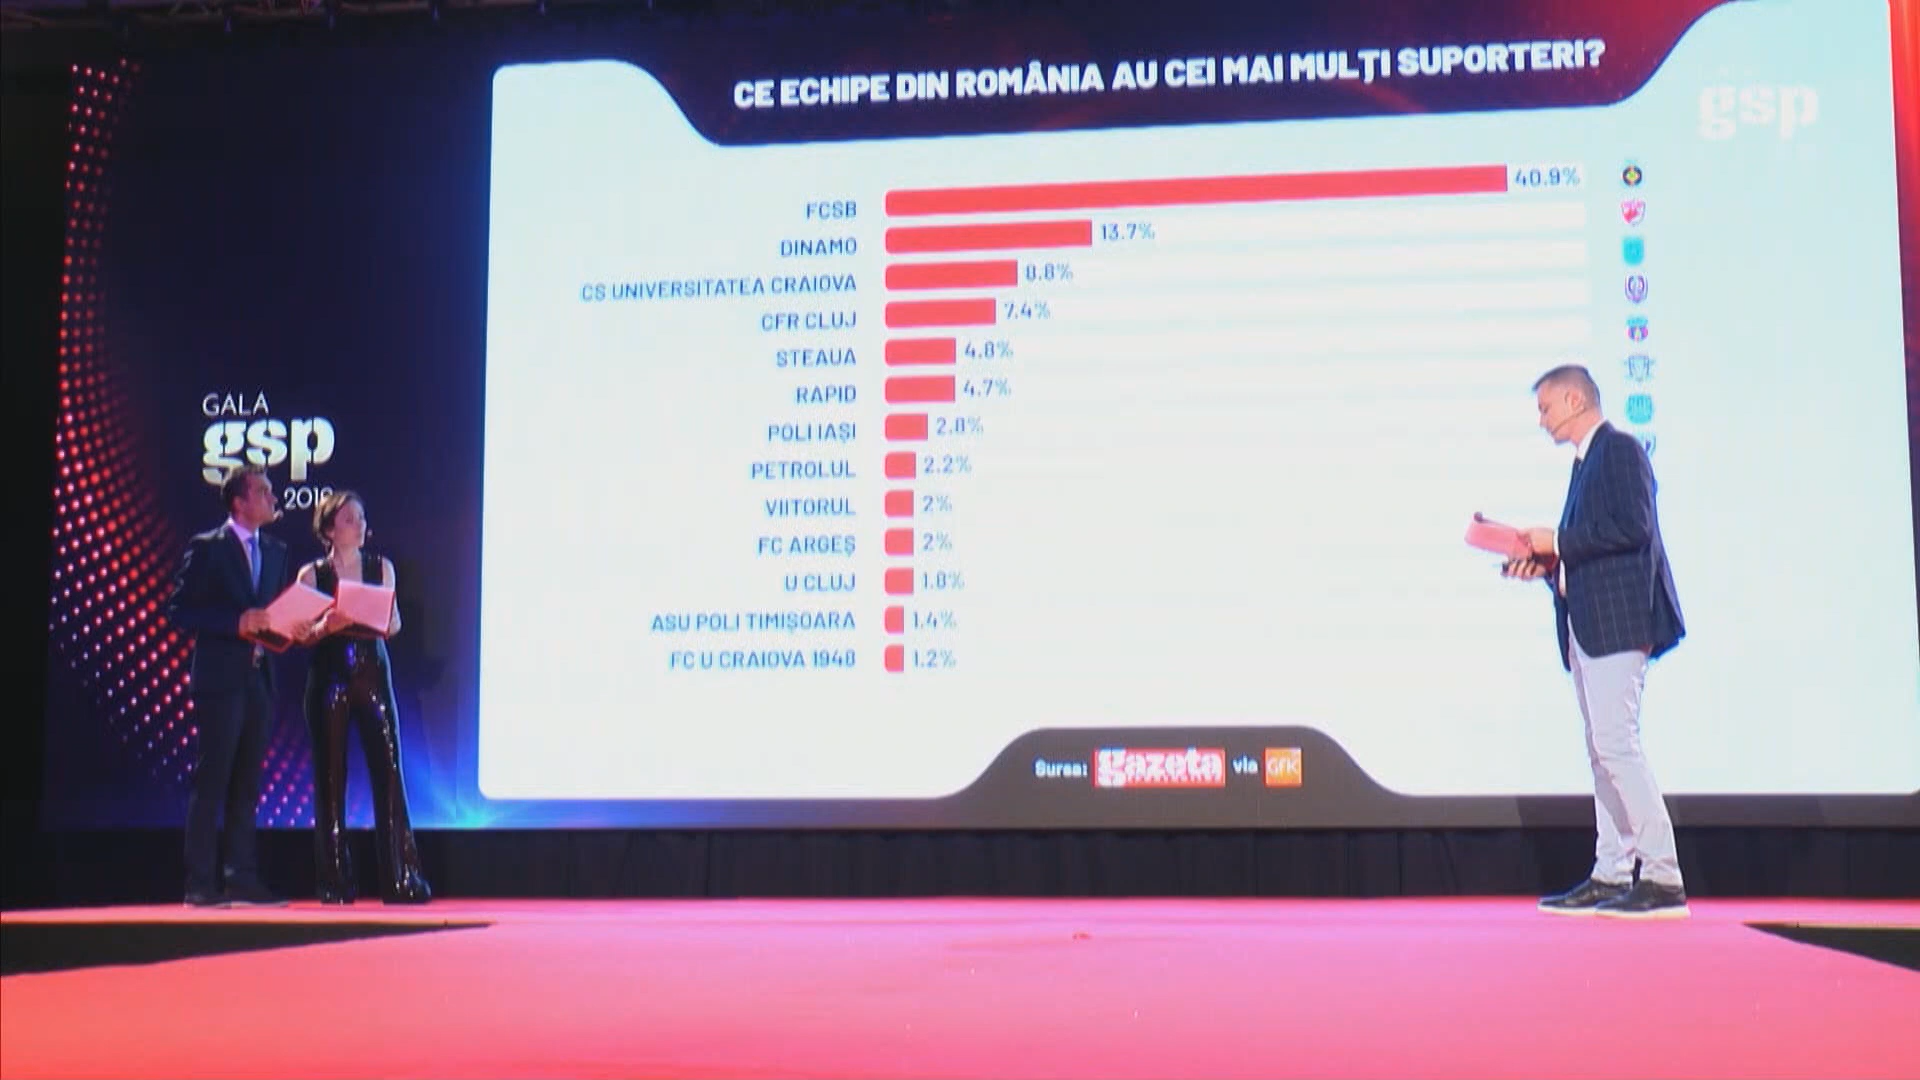 CE ECHIPE DIN ROMÂNIA AU CEI MAI MULȚI SUPORTERI?
gsp
FCSB 40.9%
DINAMO 13.7%
CS UNIVERSITATEA CRAIOVA 8.8%
CFR CLUJ 7.4%
STEAUA 4.8%
RAPID 4.7%
POLI IAȘI 2.8%
PETROLUL 2.2%
VIITORUL 2%
FC ARGEȘ 2%
U CLUJ 1.8%
ASU POLI TIMIȘOARA 1.4%
FC U CRAIOVA 1948 1.2%
GALA
gsp
Sursa: gazeta via GFK